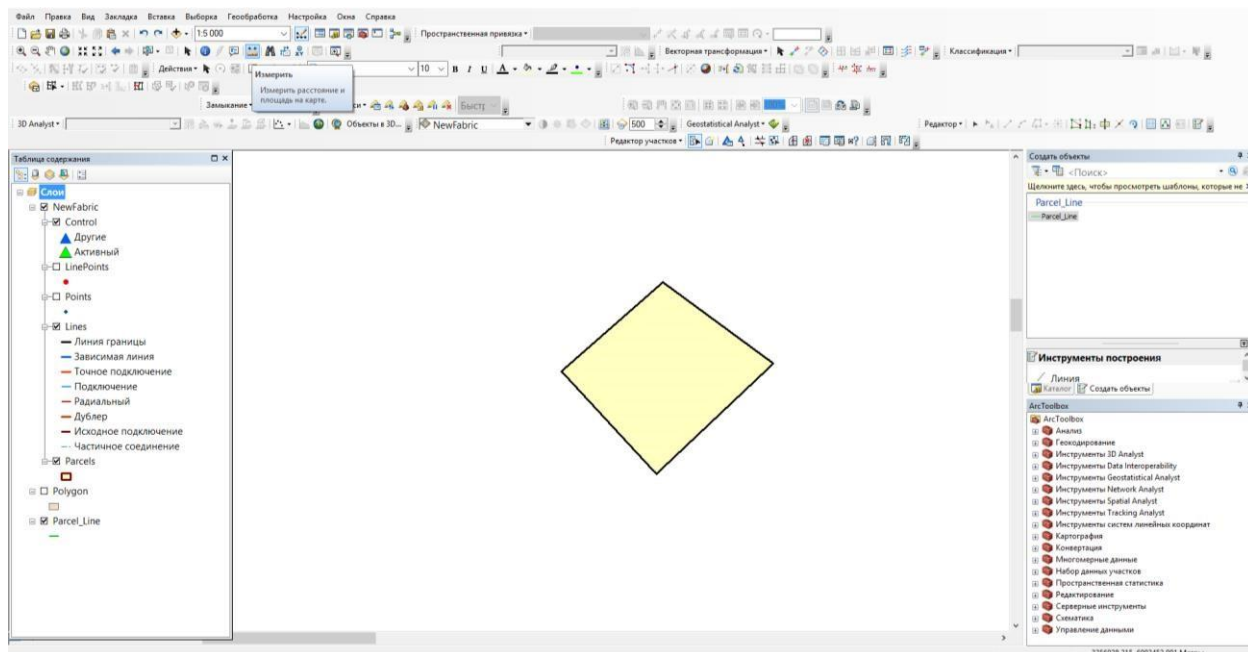 Файл Правка Вид Закладка Вставка Выборка Геообработка Настройка Окна Справка
1:5 000 Пространственная привязка
Векторная трансформация Классификация
Действия 10 B I U A
Измерить
Измерить расстояние и
площадь на карте.
Замыкание
3D Analyst Объекты в 3D... NewFabric 500 Geostatistical Analyst Редактор
Редактор участков
Таблица содержания
Слои
NewFabric
Control
Другие
Активный
LinePoints
Points
Lines
Линия границы
Зависимая линия
Точное подключение
Подключение
Радиальный
Дублер
Исходное подключение
Частичное соединение
Parcels
Polygon
Parcel_Line
Создать объекты
<Поиск>
Щелкните здесь, чтобы просмотреть шаблоны, которые не
Parcel_Line
Parcel_Line
Инструменты построения
Линия
Каталог Создать объекты
ArcToolbox
ArcToolbox
Анализ
Геокодирование
Инструменты 3D Analyst
Инструменты Data Interoperability
Инструменты Geostatistical Analyst
Инструменты Network Analyst
Инструменты Spatial Analyst
Инструменты Tracking Analyst
Инструменты систем линейных координат
Картография
Конвертация
Многомерные данные
Набор данных участков
Пространственная статистика
Редактирование
Серверные инструменты
Схематика
Управление данными